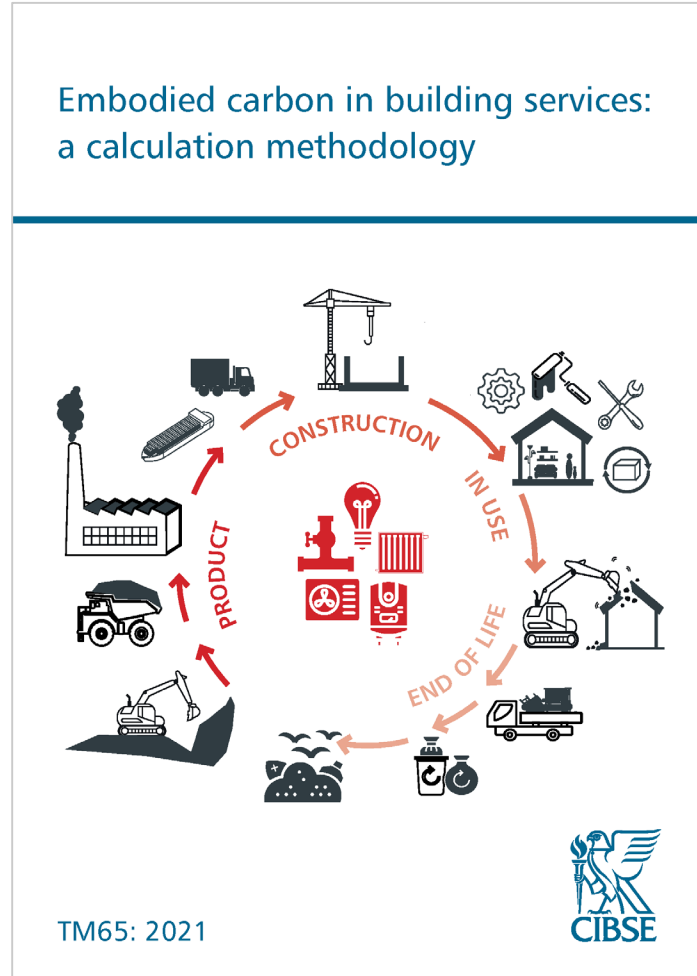 Embodied carbon in building services:
a calculation methodology
CONSTRUCTION
IN USE
PRODUCT
END OF LIFE
TM65: 2021
CIBSE